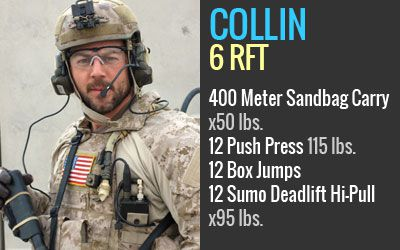 COLLIN
6 RFT
400 Meter Sandbag Carry
x50 lbs.
12 Push Press 115 lbs.
12 Box Jumps
12 Sumo Deadlift Hi-Pull
x95 lbs.